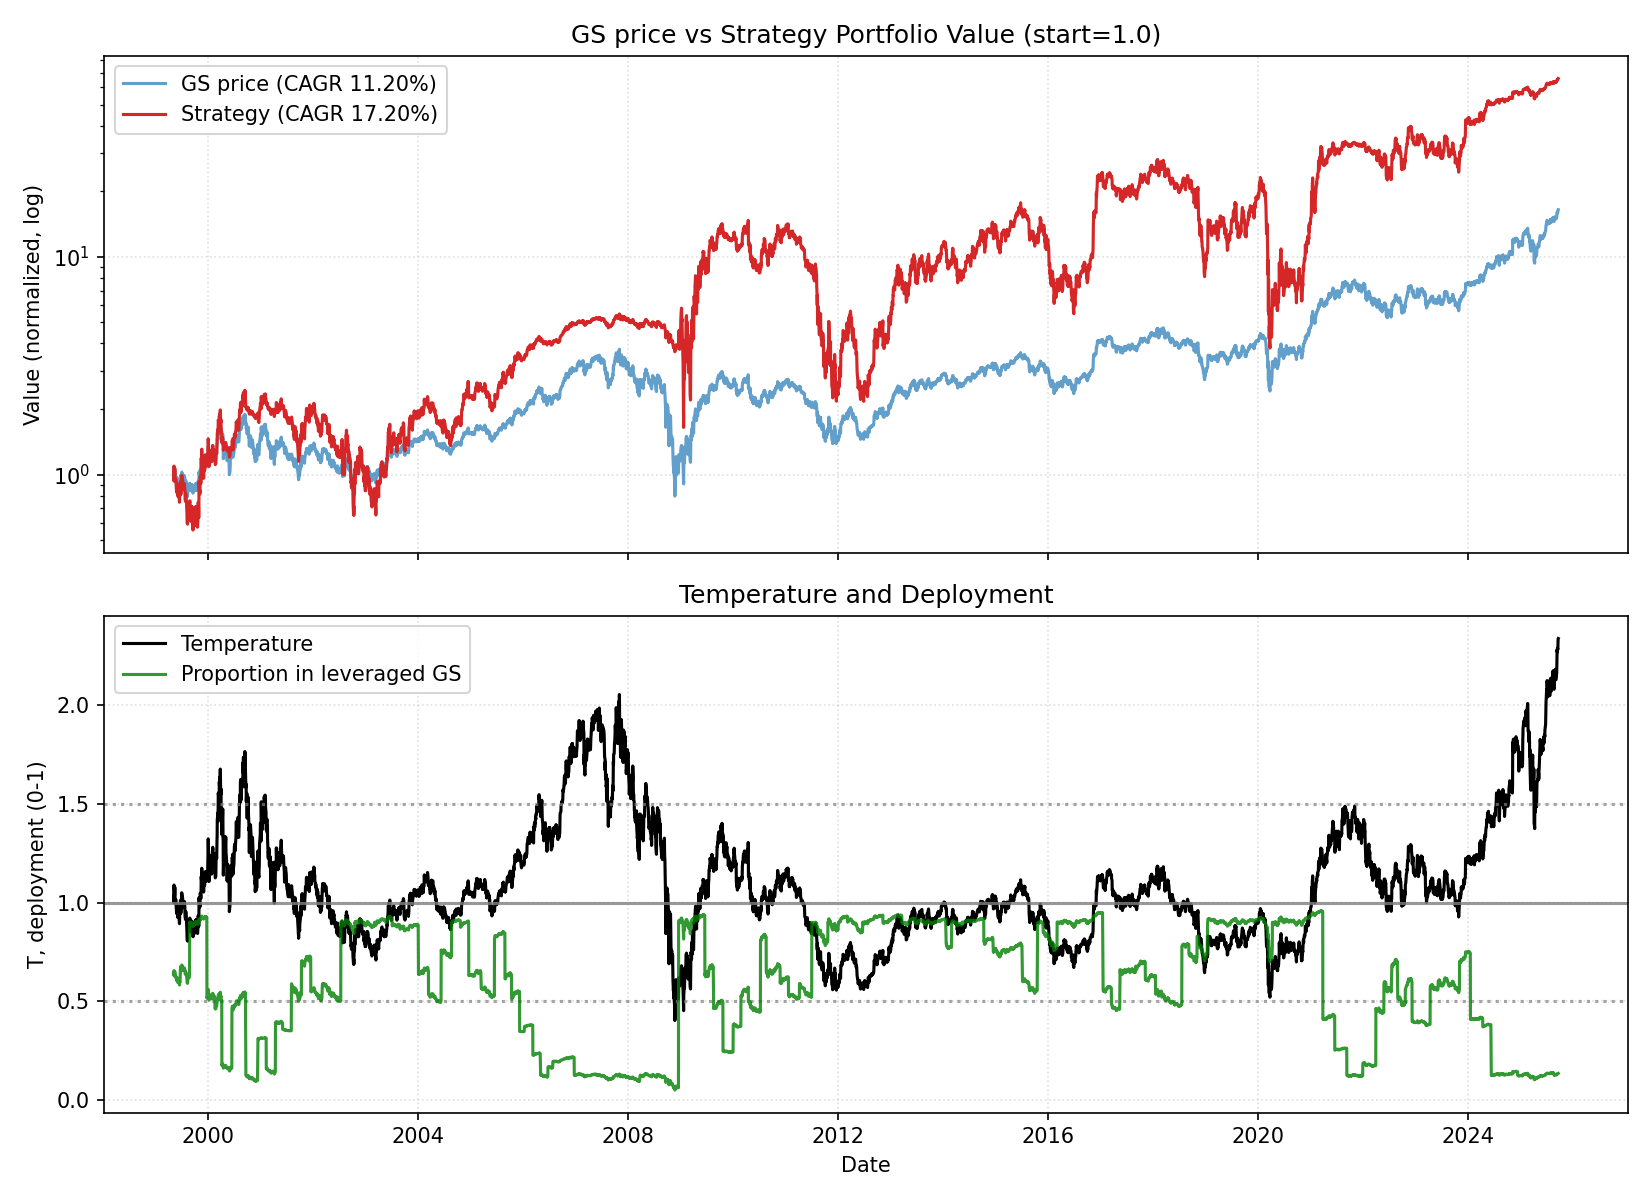 GS price vs Strategy Portfolio Value (start=1.0)
GS price (CAGR 11.20%)
Strategy (CAGR 17.20%)
Value (normalized, log)
10¹
10⁰
Temperature and Deployment
Temperature
Proportion in leveraged GS
T, deployment (0-1)
2.0
1.5
1.0
0.5
0.0
2000 2004 2008 2012 2016 2020 2024
Date